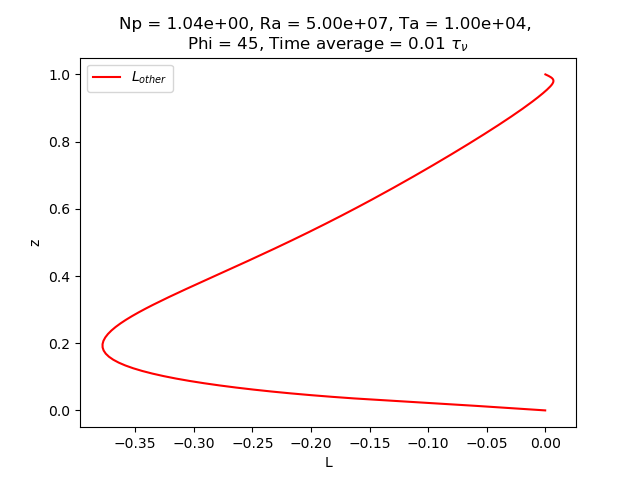 Np = 1.04e+00, Ra = 5.00e+07, Ta = 1.00e+04,
Phi = 45, Time average = 0.01 τ_ν
L_other
1.0
0.8
0.6
0.4
0.2
0.0
z
−0.35 −0.30 −0.25 −0.20 −0.15 −0.10 −0.05 0.00
L